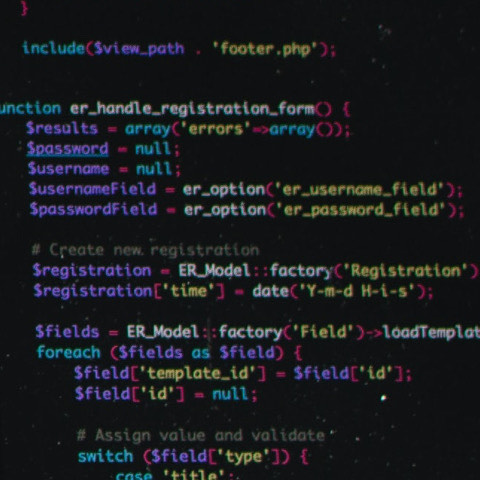 }
include($view_path . 'footer.php');
unction er_handle_registration_form() {
$results = array('errors'=>array());
$password = null;
$username = null;
$usernameField = er_option('er_username_field');
$passwordField = er_option('er_password_field');
# Create new registration
$registration = ER_Model::factory('Registration')
$registration['time'] = date('Y-m-d H-i-s');
$fields = ER_Model::factory('Field')->loadTemplat
foreach ($fields as $field) {
$field['template_id'] = $field['id'];
$field['id'] = null;
# Assign value and validate
switch ($field['type']) {
case 'title':